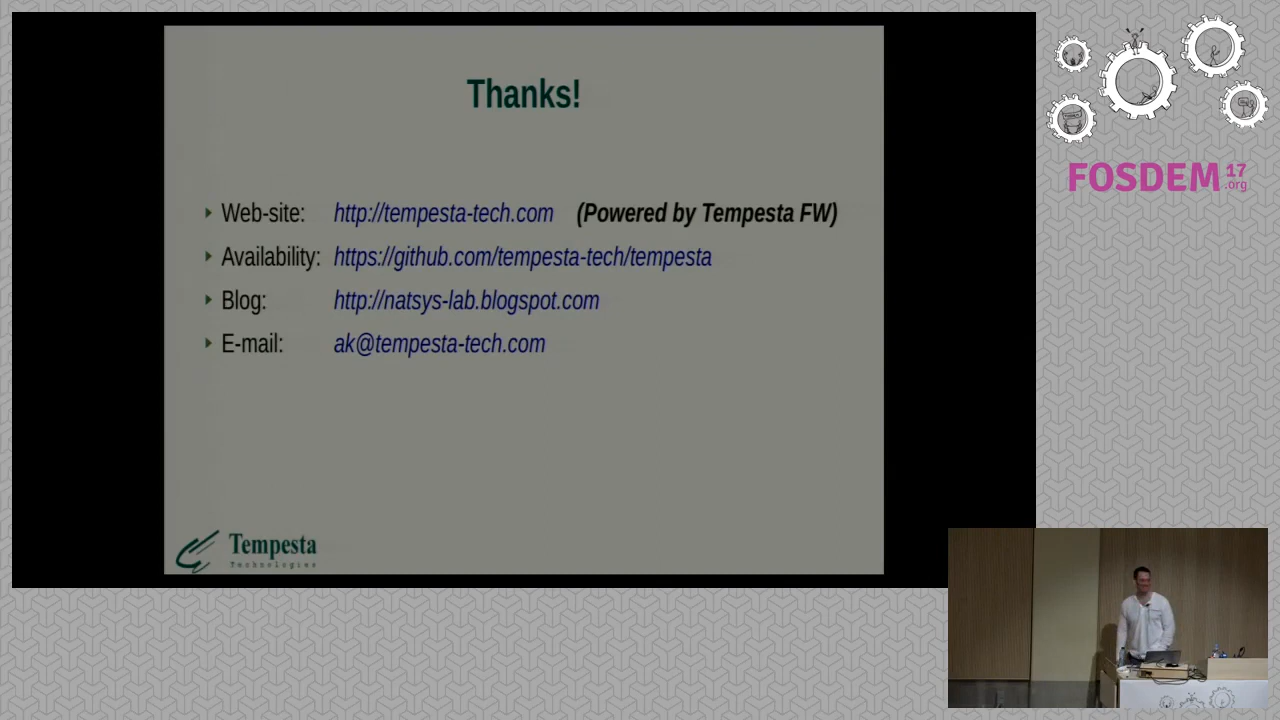 Thanks!
Web-site: http://tempesta-tech.com (Powered by Tempesta FW)
Availability: https://github.com/tempesta-tech/tempesta
Blog: http://natsys-lab.blogspot.com
E-mail: ak@tempesta-tech.com
Tempesta
Technologies
FOSDEM 17
.org